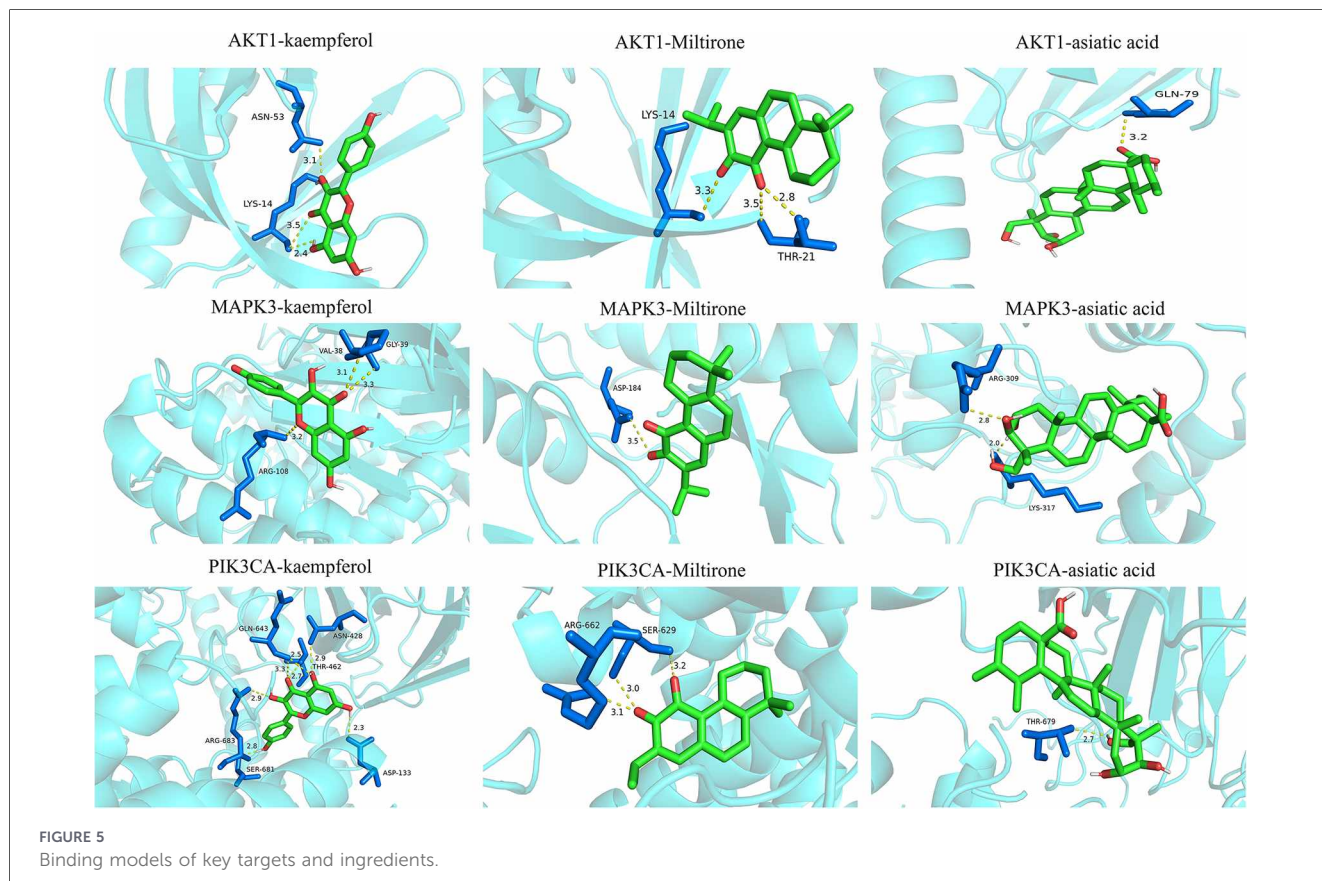 AKT1-kaempferol
AKT1-Miltirone
AKT1-asiatic acid
ASN-53
3.1
LYS-14
3.5
2.4
LYS-14
3.3
3.5
2.8
THR-21
GLN-79
3.2
MAPK3-kaempferol
MAPK3-Miltirone
MAPK3-asiatic acid
VAL-38
GLY-39
3.1
3.3
3.2
ARG-108
ASP-184
3.5
ARG-309
2.8
2.0
LYS-317
PIK3CA-kaempferol
PIK3CA-Miltirone
PIK3CA-asiatic acid
GLN-643
ASN-428
2.5
2.9
3.3
THR-462
2.7
2.9
ARG-683
2.8
2.3
SER-681
ASP-133
ARG-662
SER-629
3.2
3.0
3.1
THR-679
2.7
FIGURE 5
Binding models of key targets and ingredients.